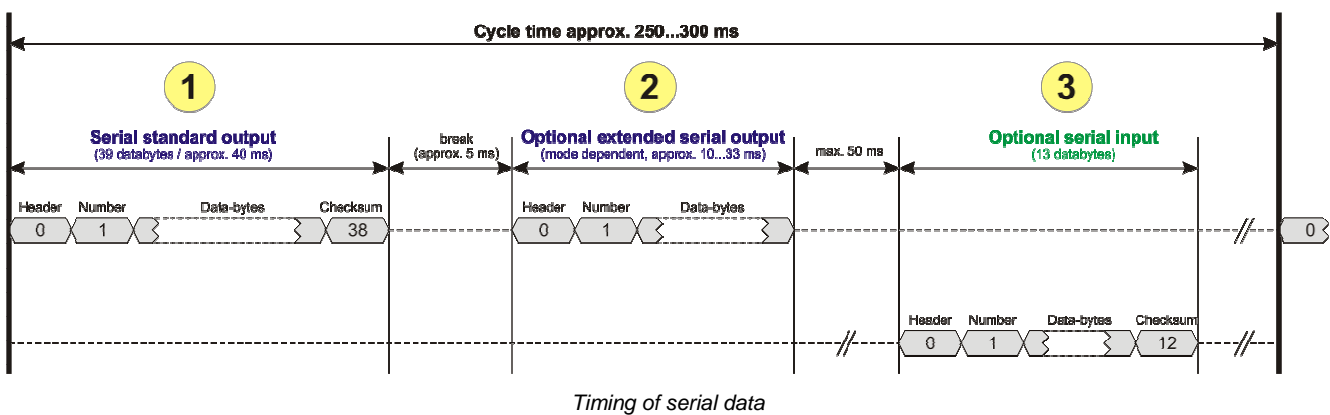 Cycle time approx. 250...300 ms
1
2
3
Serial standard output
(39 databytes / approx. 40 ms)
break
(approx. 5 ms)
Optional extended serial output
(mode dependent, approx. 10...33 ms)
max. 50 ms
Optional serial input
(13 databytes)
Header Number Data-bytes Checksum
0 1 38
Header Number Data-bytes
0 1
0
Header Number Data-bytes Checksum
0 1 12
Timing of serial data